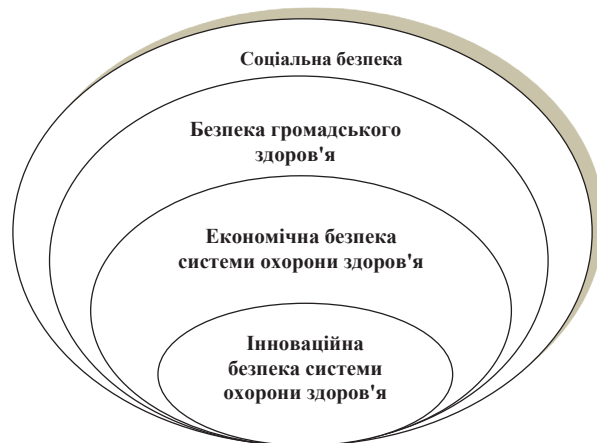 Соціальна безпека
Безпека громадського
здоров'я
Економічна безпека
системи охорони здоров'я
Інноваційна
безпека системи
охорони здоров'я